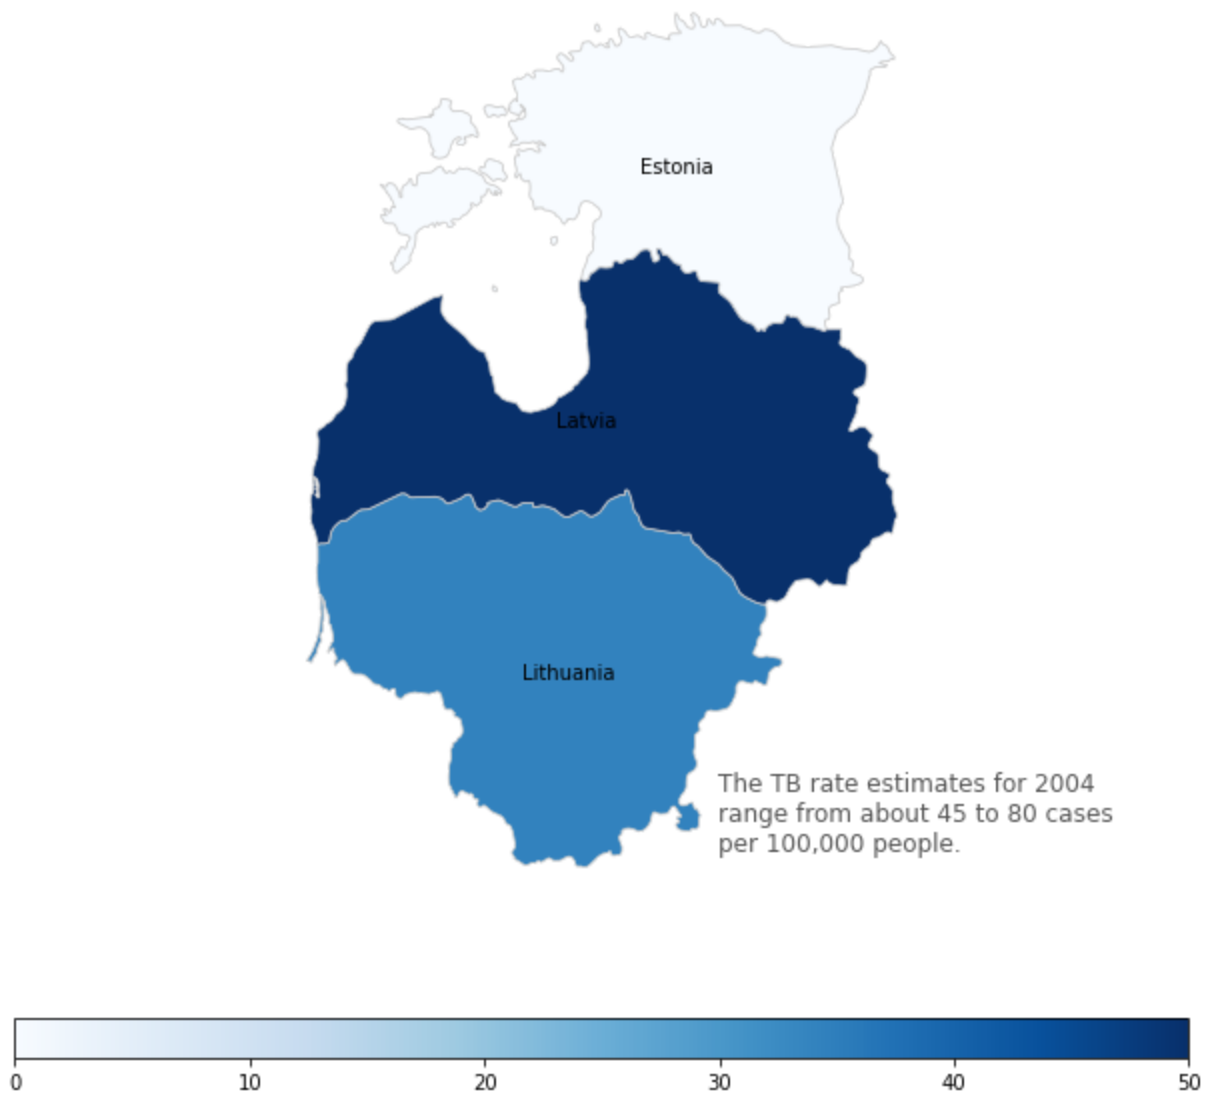 Estonia
Latvia
Lithuania
The TB rate estimates for 2004
range from about 45 to 80 cases
per 100,000 people.
0 10 20 30 40 50